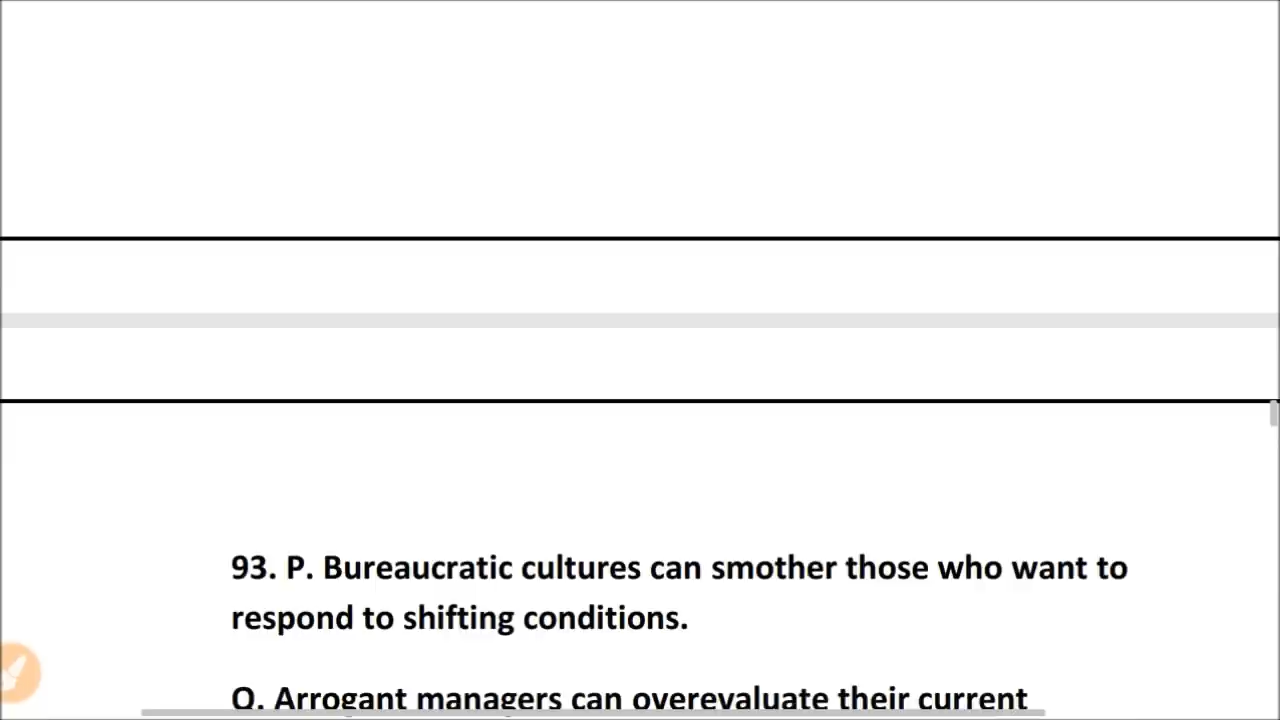 93. P. Bureaucratic cultures can smother those who want to
respond to shifting conditions.
Q. Arrogant managers can overevaluate their current